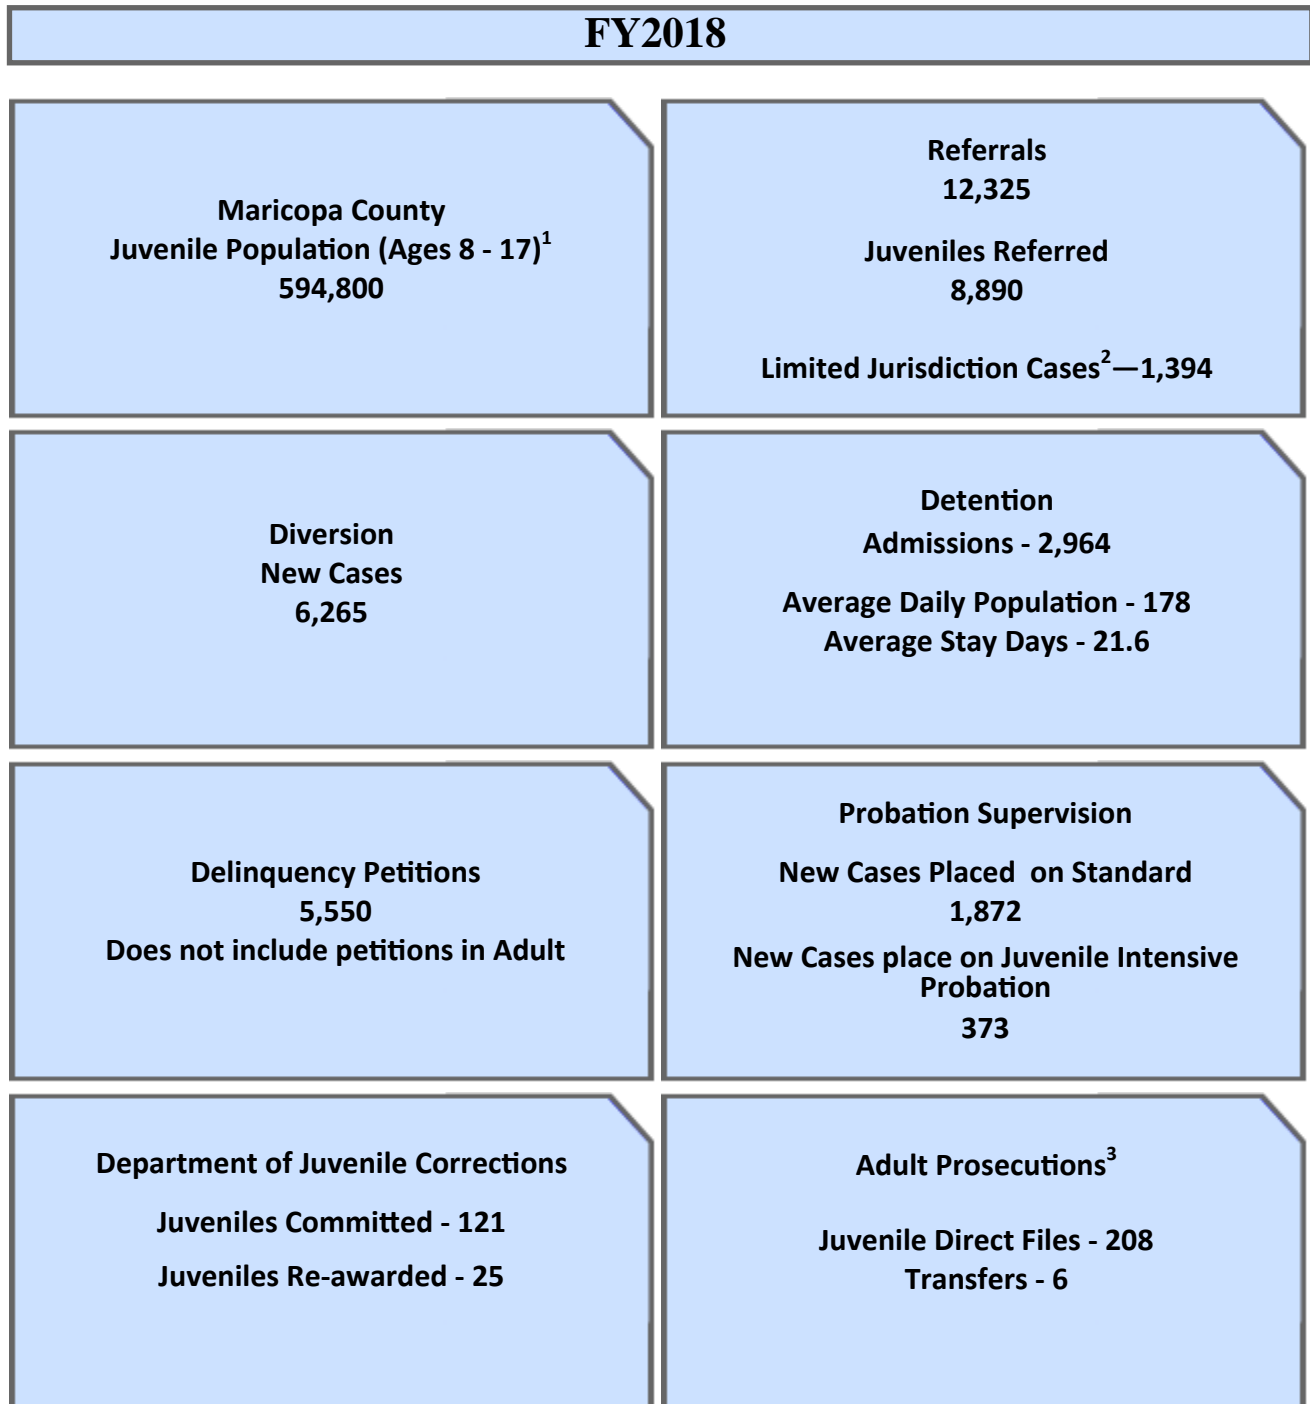 FY2018
Maricopa County
Juvenile Population (Ages 8 - 17)1
594,800
Referrals
12,325
Juveniles Referred
8,890
Limited Jurisdiction Cases2—1,394
Diversion
New Cases
6,265
Detention
Admissions - 2,964
Average Daily Population - 178
Average Stay Days - 21.6
Delinquency Petitions
5,550
Does not include petitions in Adult
Probation Supervision
New Cases Placed  on Standard
1,872
New Cases place on Juvenile Intensive
Probation
373
Department of Juvenile Corrections
Juveniles Committed - 121
Juveniles Re-awarded - 25
Adult Prosecutions3
Juvenile Direct Files - 208
Transfers - 6